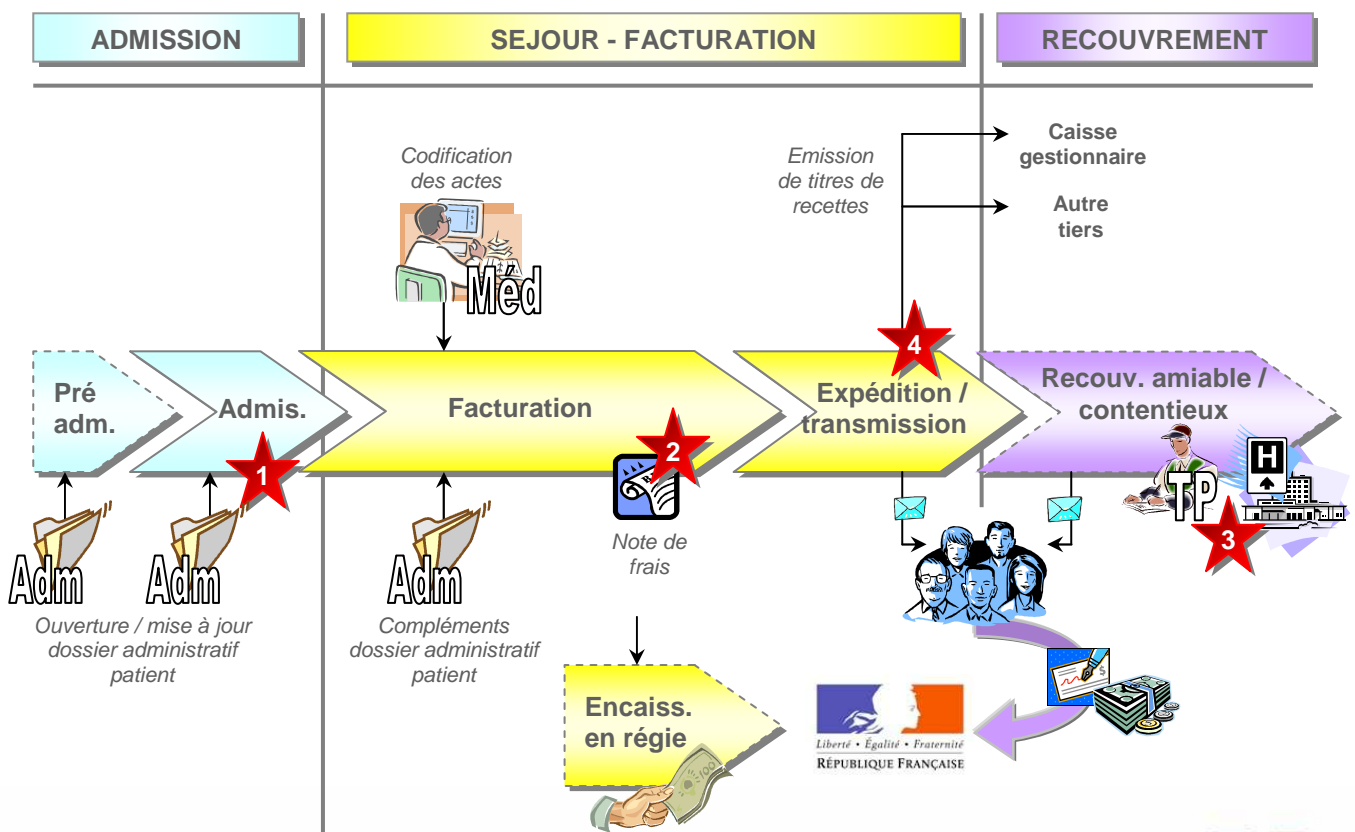 ADMISSION
SEJOUR - FACTURATION
RECOUVREMENT
Codification
des actes
Méd
Emission
de titres de
recettes
Caisse
gestionnaire
Autre
tiers
Pré
adm.
Admis.
1
Facturation
2
4
Expédition /
transmission
Recouv. amiable /
contentieux
H
TP
3
Adm
Adm
Adm
Ouverture / mise à jour
dossier administratif
patient
Compléments
dossier administratif
patient
Note de
frais
Encaiss.
en régie
100
$
Liberté • Égalité • Fraternité
RÉPUBLIQUE FRANÇAISE